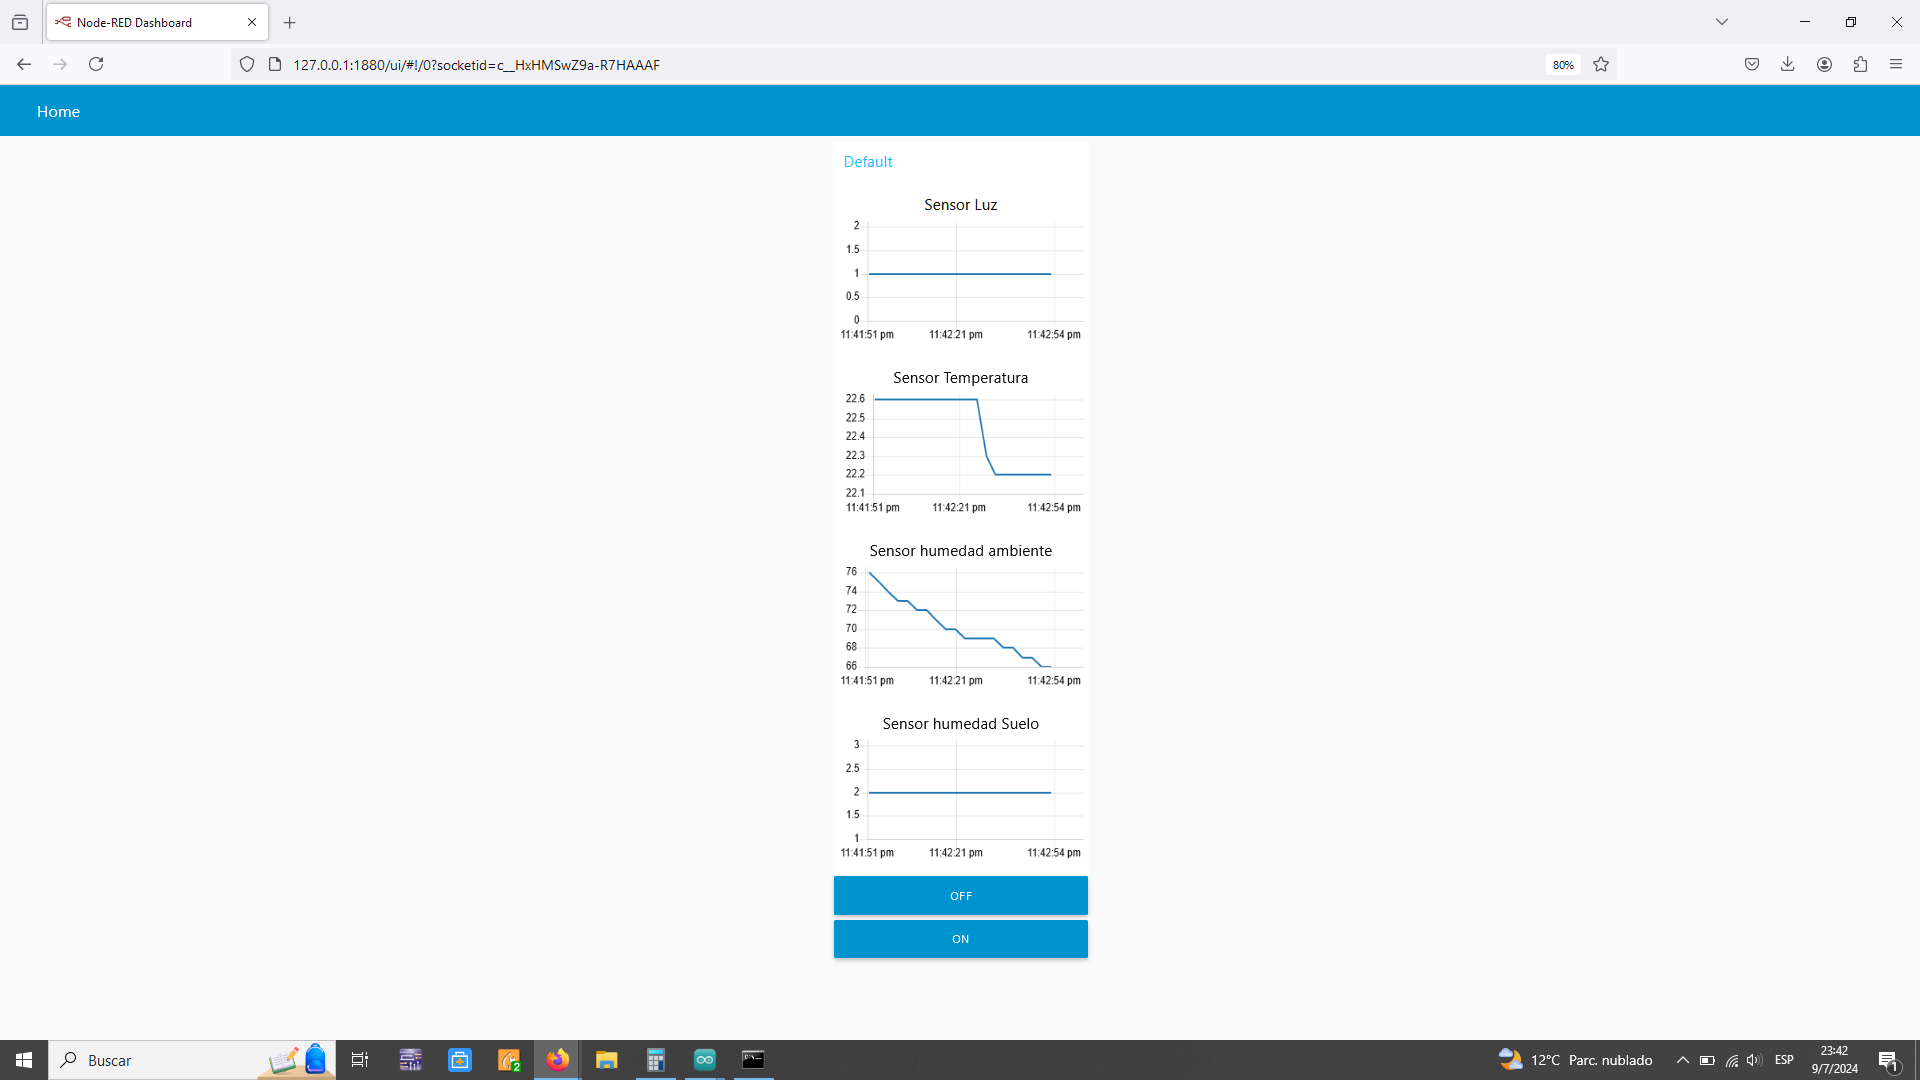 Node-RED Dashboard
127.0.0.1:1880/ui/#!/0?socketid=c__HxHMSwZ9a-R7HAAAF
80%
Home
Default
Sensor Luz
2
1.5
1
0.5
0
11:41:51 pm 11:42:21 pm 11:42:54 pm
Sensor Temperatura
22.6
22.5
22.4
22.3
22.2
22.1
11:41:51 pm 11:42:21 pm 11:42:54 pm
Sensor humedad ambiente
76
74
72
70
68
66
11:41:51 pm 11:42:21 pm 11:42:54 pm
Sensor humedad Suelo
3
2.5
2
1.5
1
11:41:51 pm 11:42:21 pm 11:42:54 pm
OFF
ON
Buscar
2
12°C Parc. nublado
ESP
23:42
9/7/2024
1